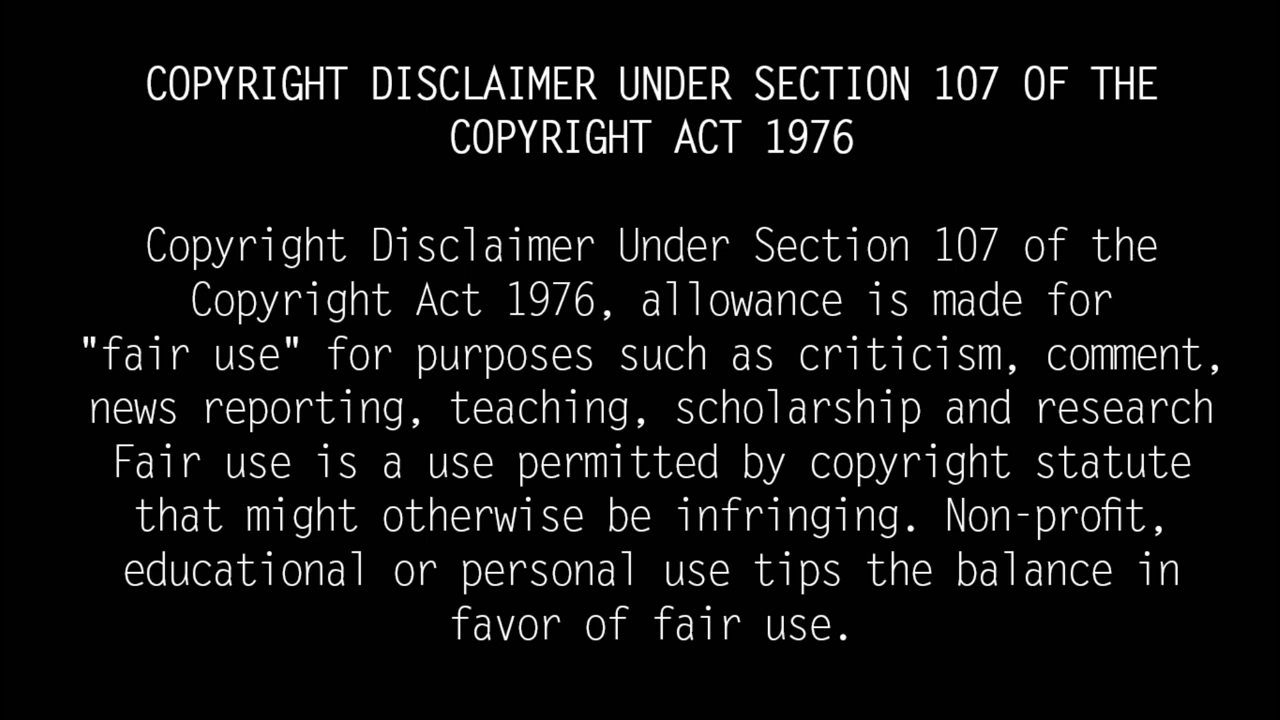 COPYRIGHT DISCLAIMER UNDER SECTION 107 OF THE
COPYRIGHT ACT 1976
Copyright Disclaimer Under Section 107 of the
Copyright Act 1976, allowance is made for
"fair use" for purposes such as criticism, comment,
news reporting, teaching, scholarship and research
Fair use is a use permitted by copyright statute
that might otherwise be infringing. Non-profit,
educational or personal use tips the balance in
favor of fair use.